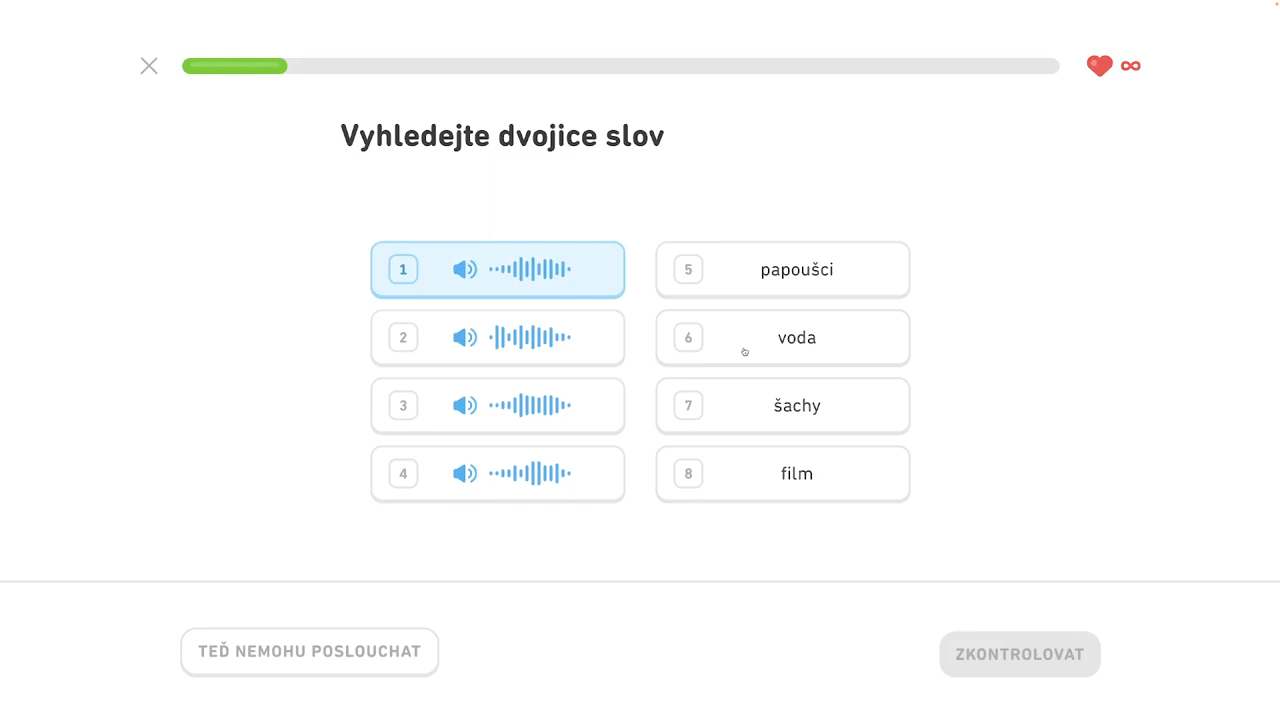 Vyhledejte dvojice slov
1
5 papoušci
2
6 voda
3
7 šachy
4
8 film
TEĎ NEMOHU POSLOUCHAT
ZKONTROLOVAT